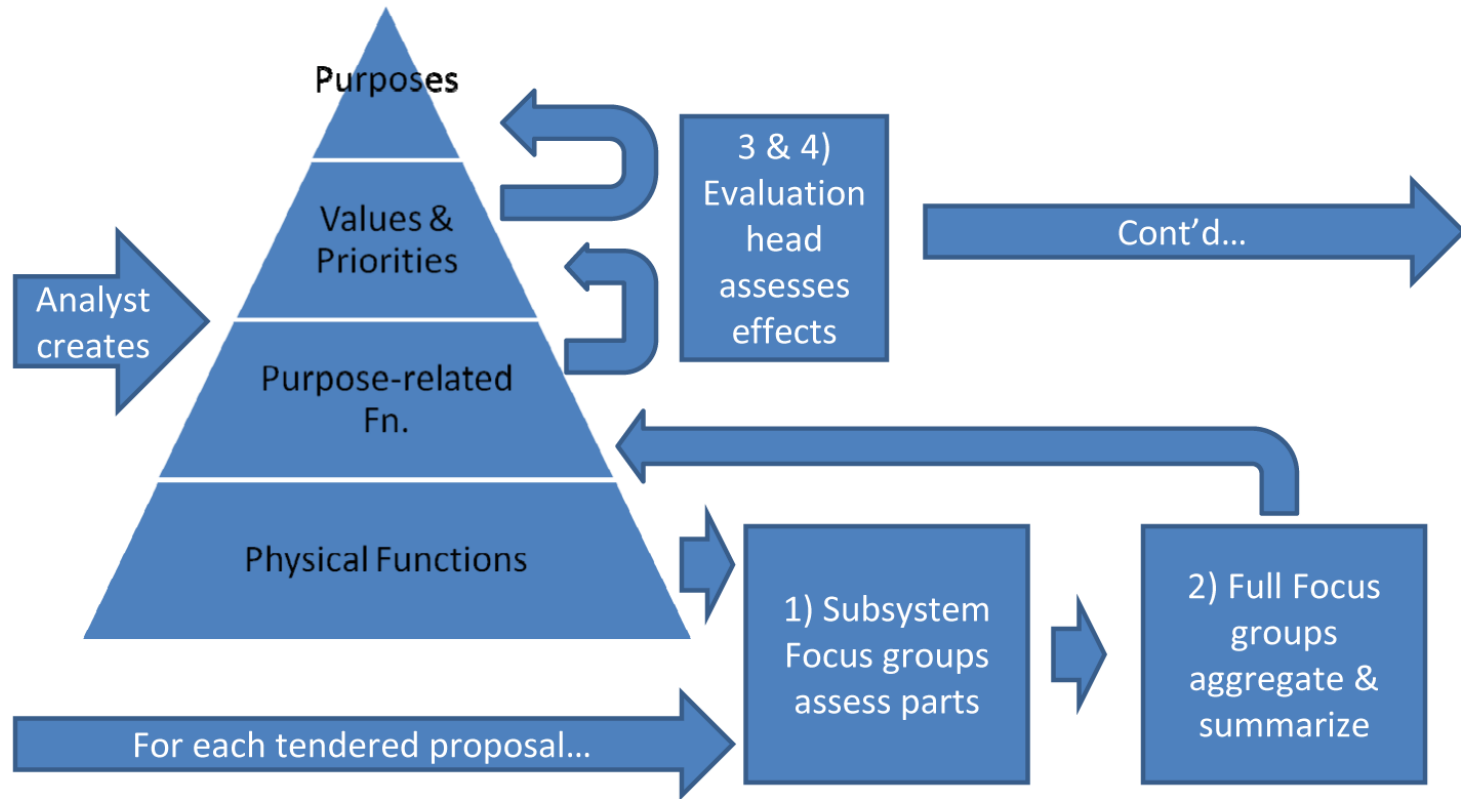 Purposes
Values &
Priorities
Purpose-related
Fn.
Physical Functions
Analyst
creates
3 & 4)
Evaluation
head
assesses
effects
Cont’d...
1) Subsystem
Focus groups
assess parts
2) Full Focus
groups
aggregate &
summarize
For each tendered proposal...